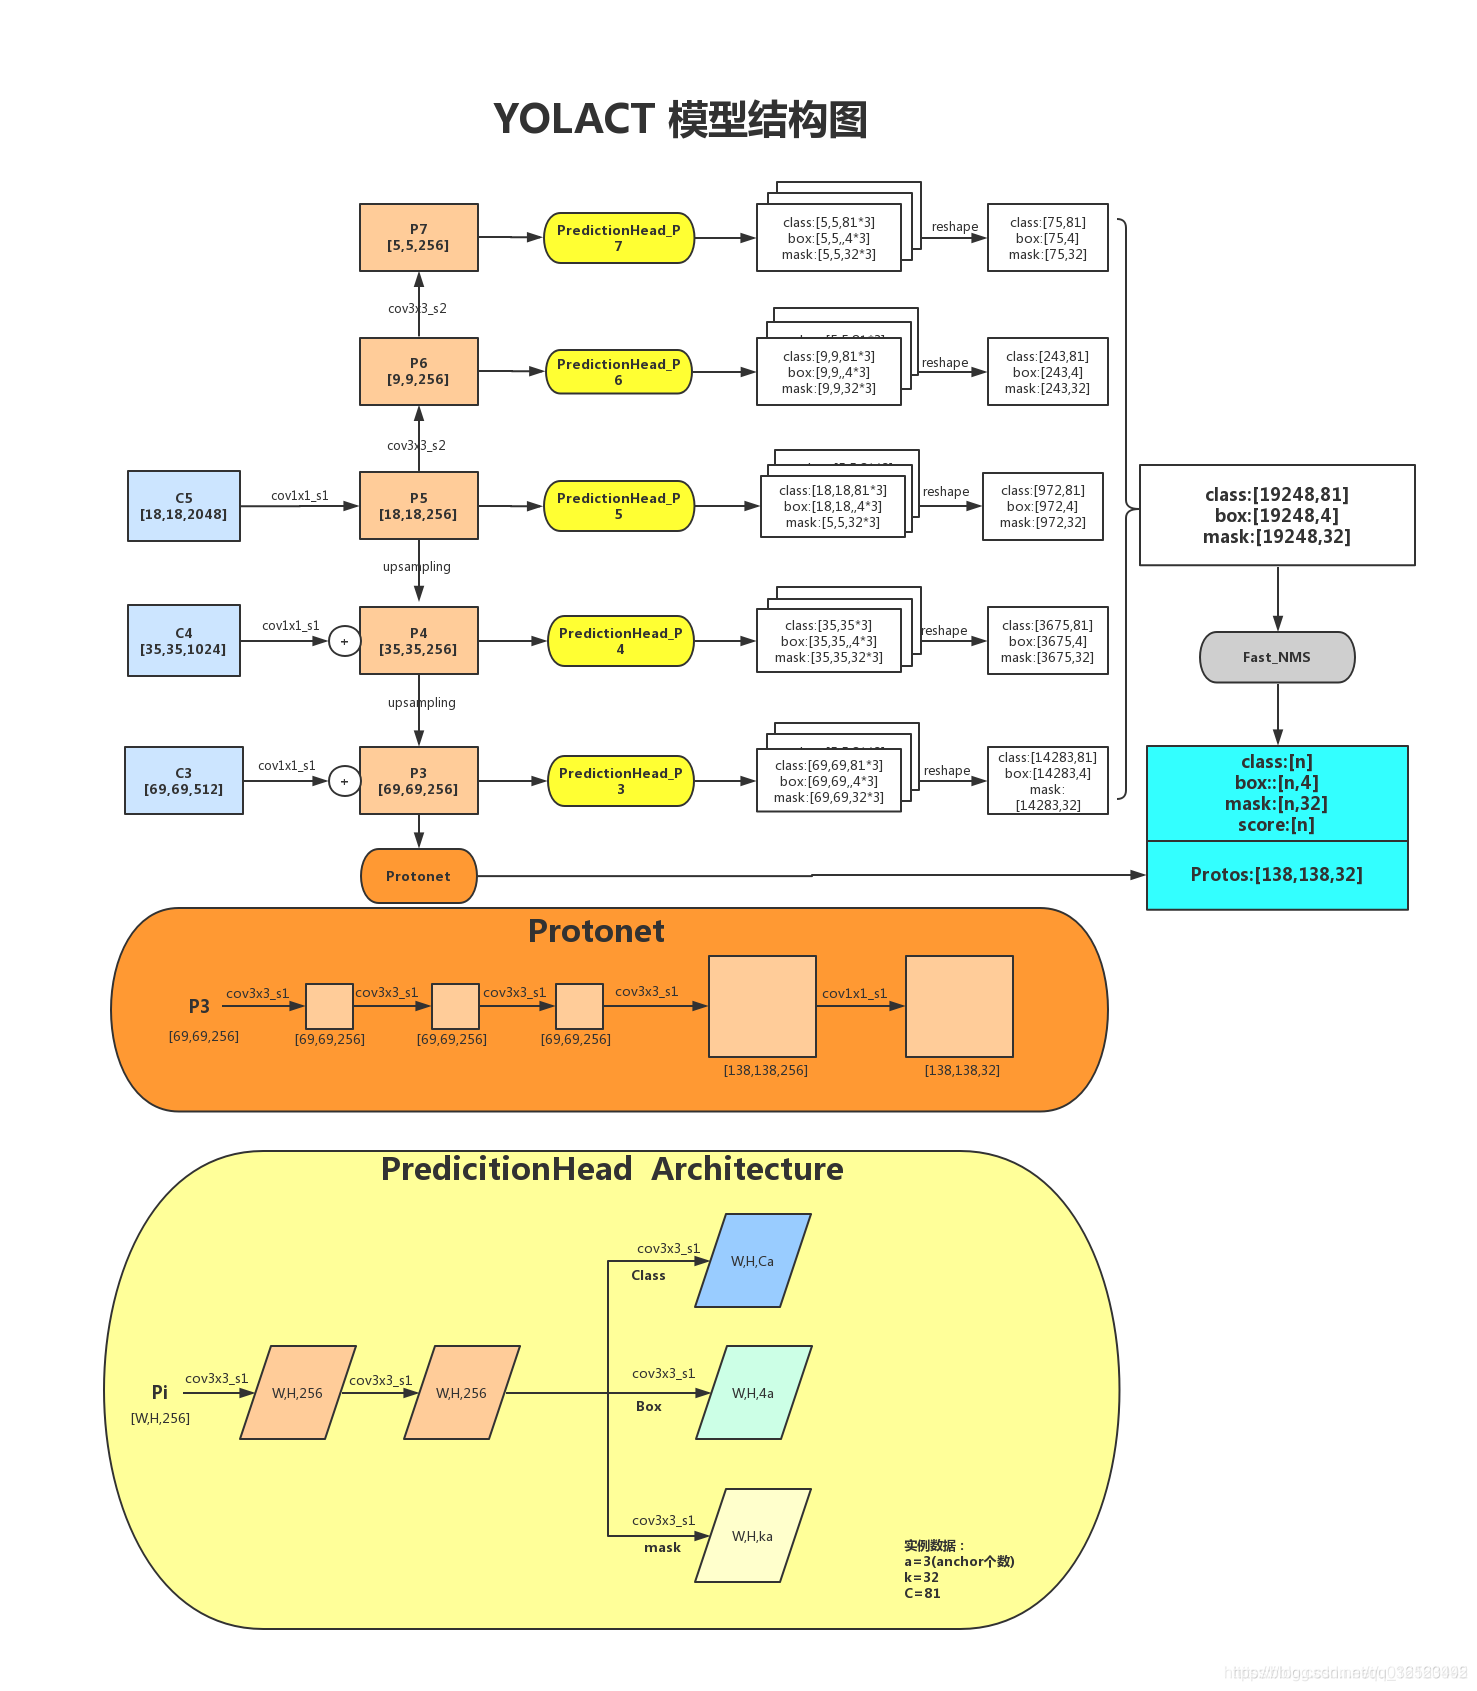 YOLACT 模型结构图
P7
[5,5,256]
PredictionHead_P
7
class:[5,5,81*3]
box:[5,5,,4*3]
mask:[5,5,32*3]
reshape
class:[75,81]
box:[75,4]
mask:[75,32]
cov3x3_s2
P6
[9,9,256]
PredictionHead_P
6
class:[9,9,81*3]
box:[9,9,,4*3]
mask:[9,9,32*3]
reshape
class:[243,81]
box:[243,4]
mask:[243,32]
cov3x3_s2
C5
[18,18,2048]
cov1x1_s1
P5
[18,18,256]
PredictionHead_P
5
class:[18,18,81*3]
box:[18,18,,4*3]
mask:[5,5,32*3]
reshape
class:[972,81]
box:[972,4]
mask:[972,32]
class:[19248,81]
box:[19248,4]
mask:[19248,32]
upsampling
C4
[35,35,1024]
cov1x1_s1
+
P4
[35,35,256]
PredictionHead_P
4
class:[35,35*3]
box:[35,35,,4*3]
mask:[35,35,32*3]
reshape
class:[3675,81]
box:[3675,4]
mask:[3675,32]
Fast_NMS
upsampling
C3
[69,69,512]
cov1x1_s1
+
P3
[69,69,256]
PredictionHead_P
3
class:[69,69,81*3]
box:[69,69,,4*3]
mask:[69,69,32*3]
reshape
class:[14283,81]
box:[14283,4]
mask:
[14283,32]
class:[n]
box::[n,4]
mask:[n,32]
score:[n]
Protonet
Protos:[138,138,32]
Protonet
P3
[69,69,256]
cov3x3_s1
[69,69,256]
cov3x3_s1
[69,69,256]
cov3x3_s1
[69,69,256]
cov3x3_s1
[138,138,256]
cov1x1_s1
[138,138,32]
PredicitionHead Architecture
Pi
[W,H,256]
cov3x3_s1
W,H,256
cov3x3_s1
W,H,256
cov3x3_s1
Class
W,H,Ca
cov3x3_s1
Box
W,H,4a
cov3x3_s1
mask
W,H,ka
实例数据：
a=3(anchor个数)
k=32
C=81